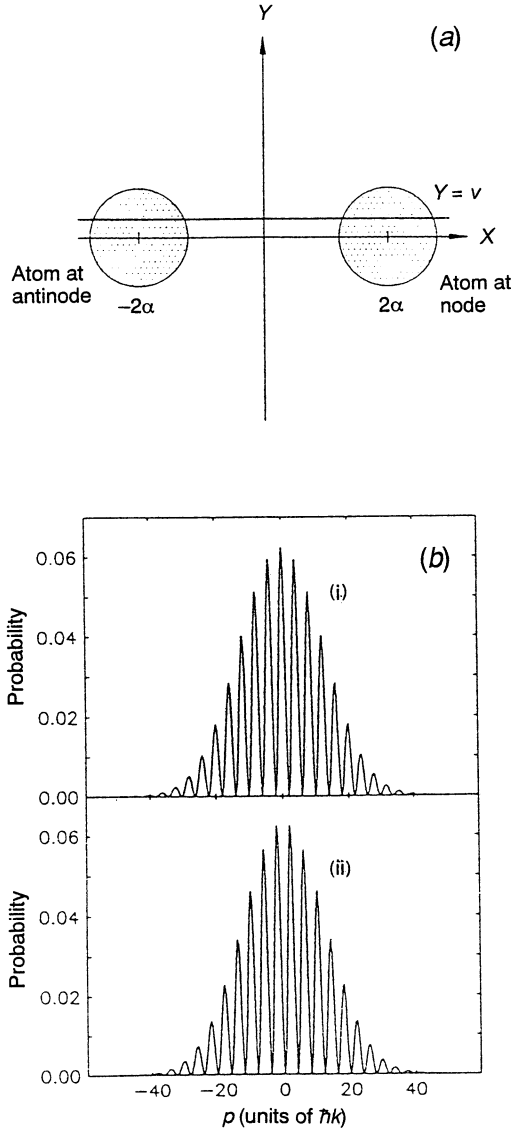 Y
(a)
Y = v
X
Atom at
antinode
−2α
2α
Atom at
node
(b)
(i)
Probability
0.06
0.04
0.02
0.00
(ii)
Probability
0.06
0.04
0.02
0.00
−40 −20 0 20 40
p (units of ħk)